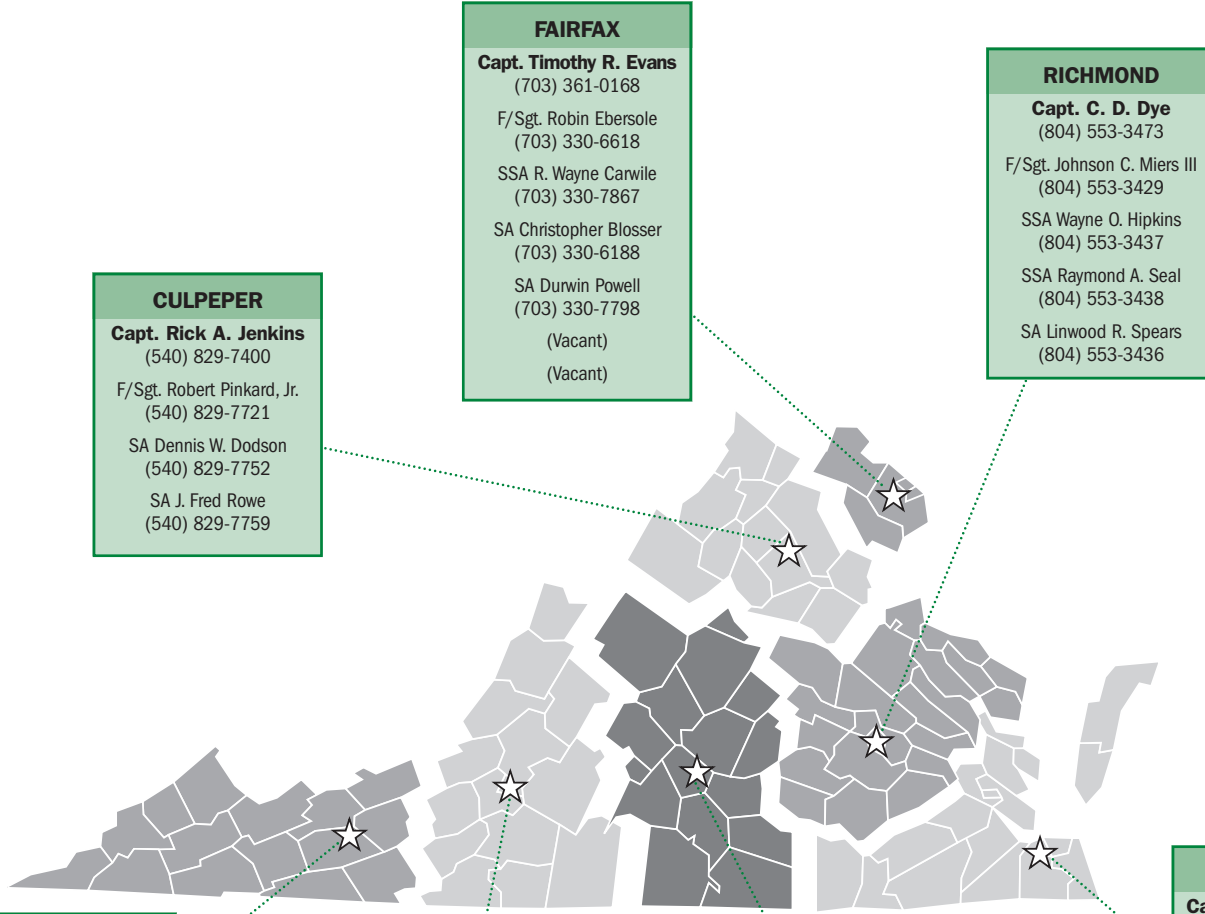 FAIRFAX
Capt. Timothy R. Evans
(703) 361-0168
F/Sgt. Robin Ebersole
(703) 330-6618
SSA R. Wayne Carwile
(703) 330-7867
SA Christopher Blosser
(703) 330-6188
SA Durwin Powell
(703) 330-7798
(Vacant)
(Vacant)
RICHMOND
Capt. C. D. Dye
(804) 553-3473
F/Sgt. Johnson C. Miers III
(804) 553-3429
SSA Wayne O. Hipkins
(804) 553-3437
SSA Raymond A. Seal
(804) 553-3438
SA Linwood R. Spears
(804) 553-3436
CULPEPER
Capt. Rick A. Jenkins
(540) 829-7400
F/Sgt. Robert Pinkard, Jr.
(540) 829-7721
SA Dennis W. Dodson
(540) 829-7752
SA J. Fred Rowe
(540) 829-7759